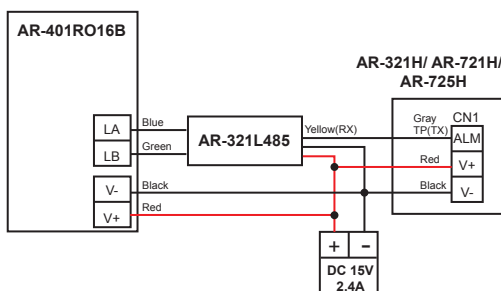 AR-401RO16B
AR-321H/ AR-721H/
AR-725H
LA
Blue
LB
Green
AR-321L485
Yellow(RX)
Gray
TP(TX)
CN1
ALM
Red
V+
Black
V-
V-
Black
V+
Red
+
-
DC 15V
2.4A